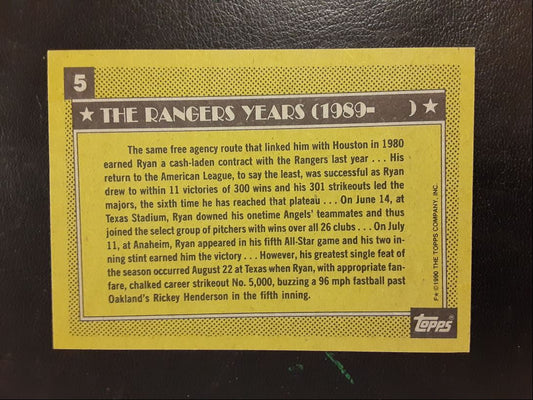 5
★ THE RANGERS YEARS (1989-      ) ★
The same free agency route that linked him with Houston in 1980
earned Ryan a cash-laden contract with the Rangers last year . . . His
return to the American League, to say the least, was successful as Ryan
drew to within 11 victories of 300 wins and his 301 strikeouts led the
majors, the sixth time he has reached that plateau . . . On June 14, at
Texas Stadium, Ryan downed his onetime Angels' teammates and thus
joined the select group of pitchers with wins over all 26 clubs . . . On July
11, at Anaheim, Ryan appeared in his fifth All-Star game and his two in-
ning stint earned him the victory . . . However, his greatest single feat of
the season occurred August 22 at Texas when Ryan, with appropriate fan-
fare, chalked career strikeout No. 5,000, buzzing a 96 mph fastball past
Oakland's Rickey Henderson in the fifth inning.
F★ ©1990 THE TOPPS COMPANY, INC.
Topps®